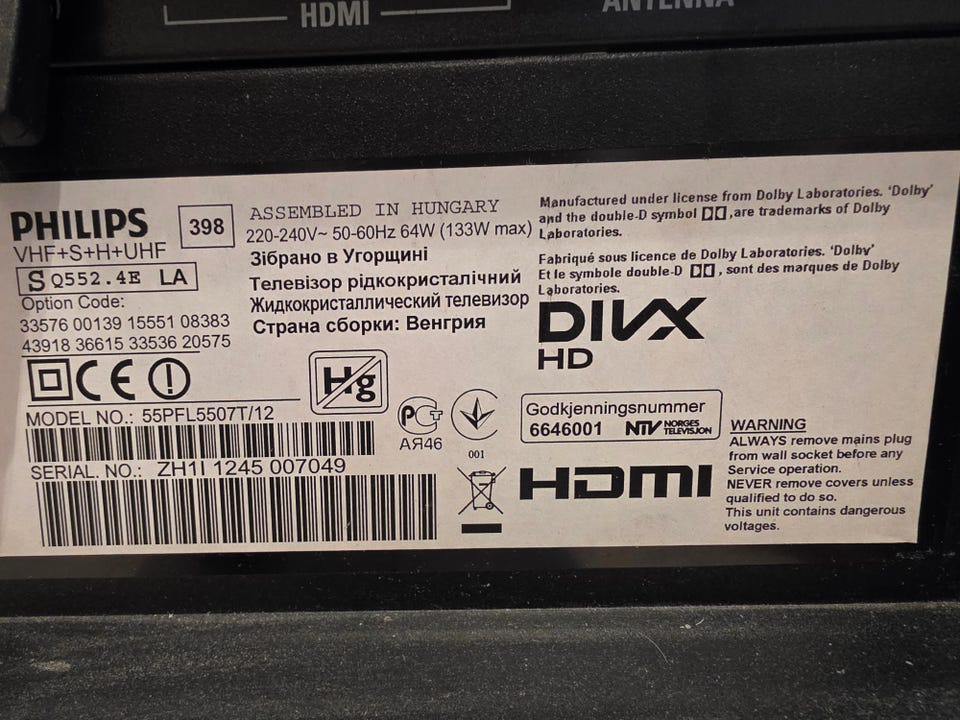 HDMI
ANTENNA
PHILIPS
VHF+S+H+UHF
S Q552.4E LA
Option Code:
33576 00139 15551 08383
43918 36615 33536 20575
398
ASSEMBLED IN HUNGARY
220-240V~ 50-60Hz 64W (133W max)
Зібрано в Угорщині
Телевізор рідкокристалічний
Жидкокристаллический телевизор
Страна сборки: Венгрия
Manufactured under license from Dolby Laboratories. ‘Dolby’
and the double-D symbol ,are trademarks of Dolby
Laboratories.
Fabriqué sous licence de Dolby Laboratories. ‘Dolby’
Et le symbole double-D , sont des marques de Dolby
Laboratories.
DIVX
HD
CE
Hg
MODEL NO.: 55PFL5507T/12
SERIAL. NO.: ZH1I 1245 007049
РСТ
АЯ46
001
Godkjenningsnummer
6646001 NTV NORGES
TELEVISJON
HDMI
WARNING
ALWAYS remove mains plug
from wall socket before any
Service operation.
NEVER remove covers unless
qualified to do so.
This unit contains dangerous
voltages.